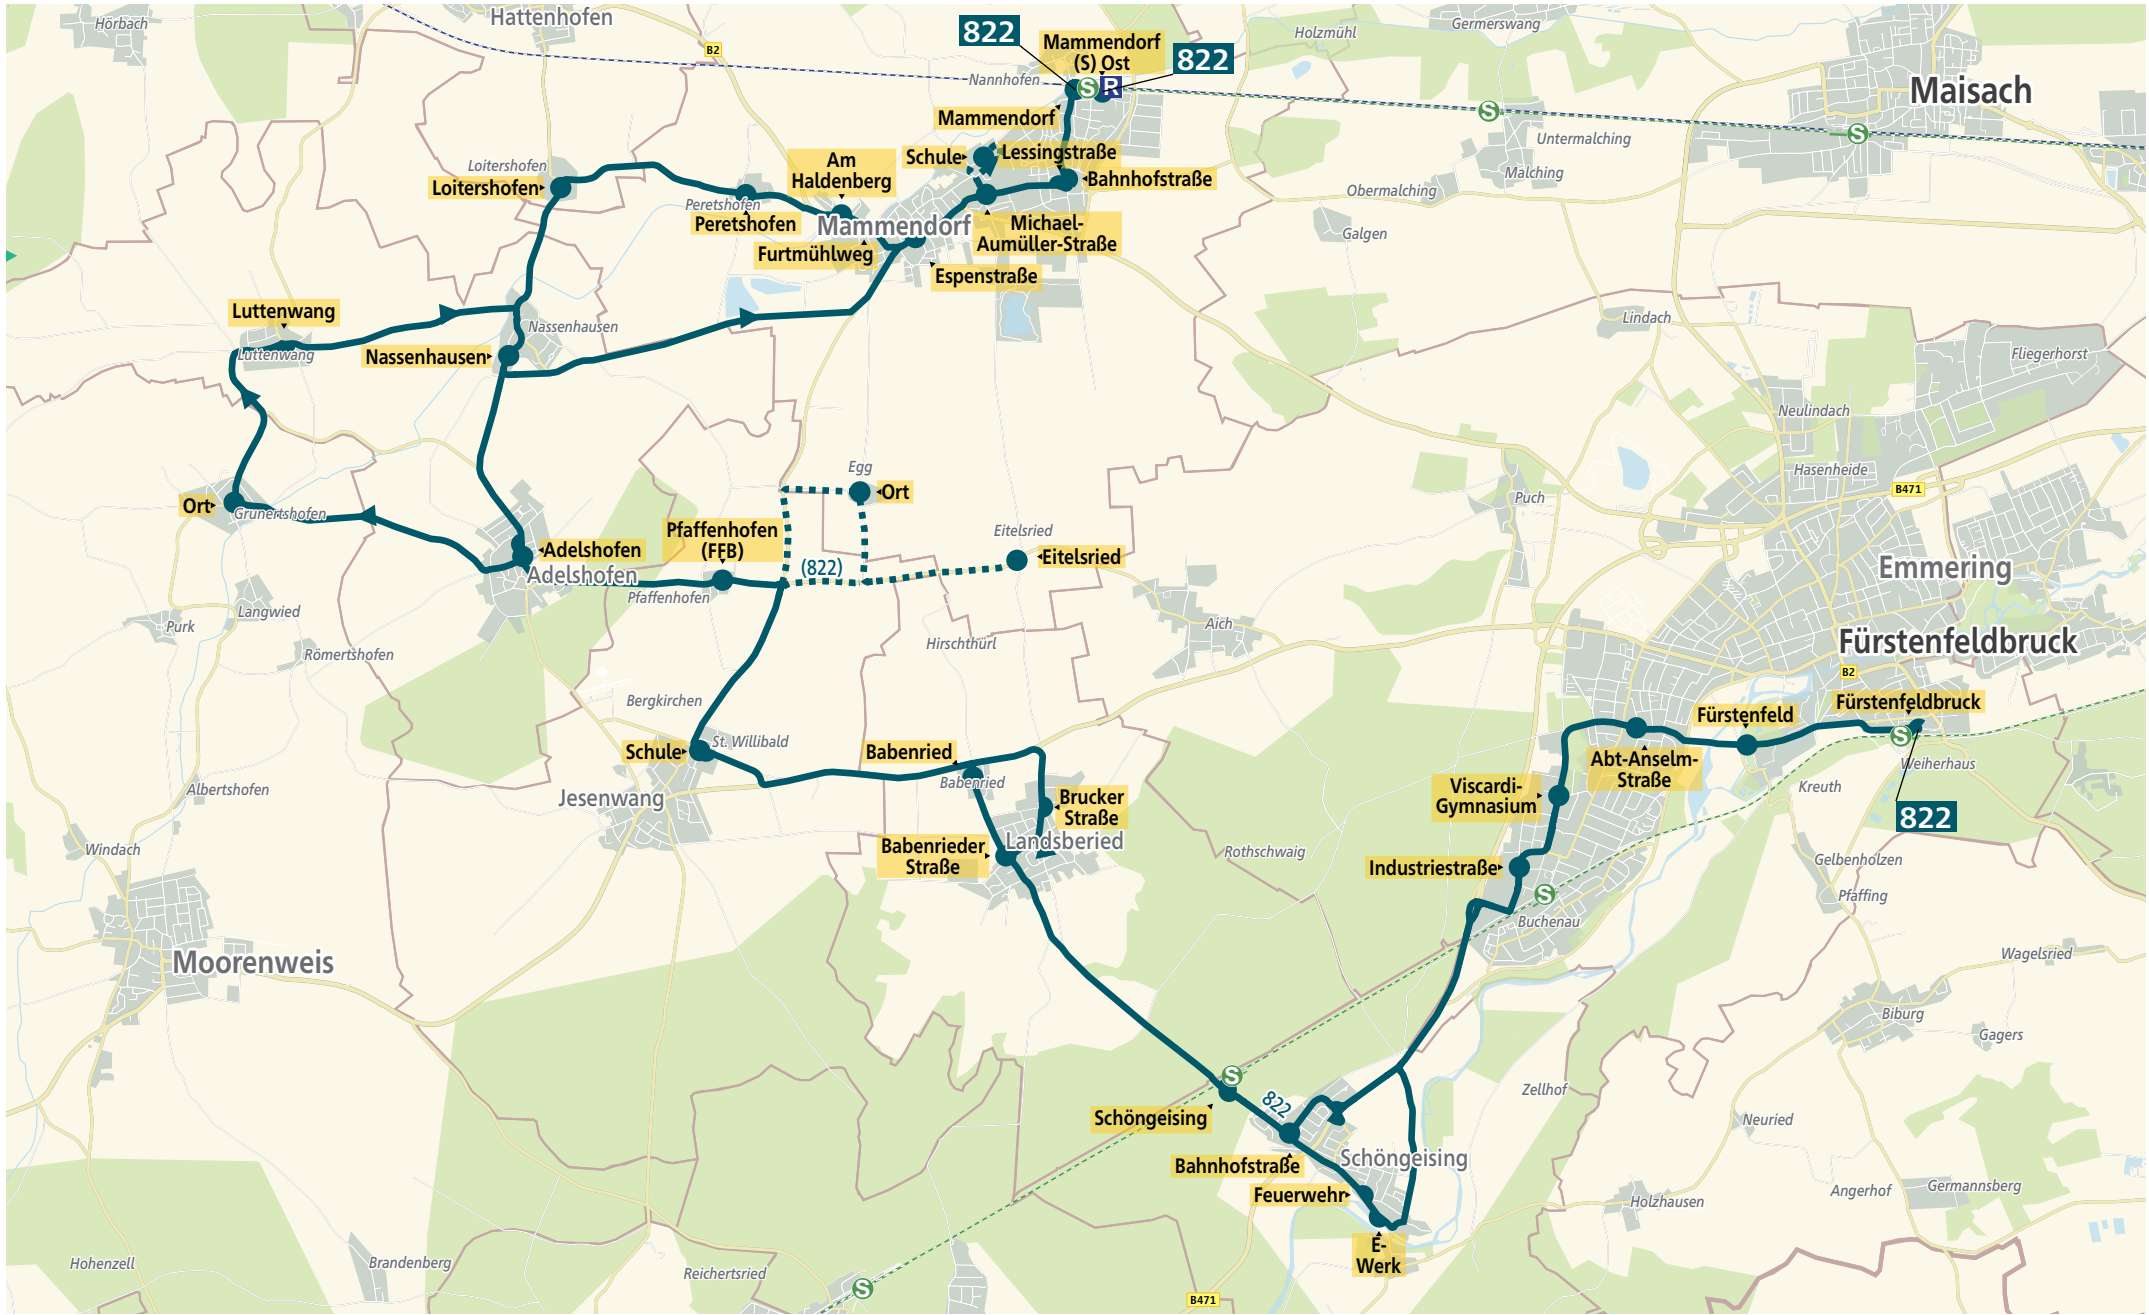 Hattenhofen
Hörbach
822
Mammendorf
(S) Ost
822
Holzmühl
Germerswang
B2
Nannhofen
S
R
Maisach
S
S
Mammendorf
Untermalching
Malching
Obermalching
Galgen
Schule
Lessingstraße
Bahnhofstraße
Am
Haldenberg
Loitershofen
Loitershofen
Peretshofen
Peretshofen
Mammendorf
Furtmühlweg
Michael-
Aumüller-Straße
Espenstraße
Luttenwang
Luttenwang
Nassenhausen
Nassenhausen
Lindach
Fliegerhorst
Neulindach
Hasenheide
B471
Puch
Egg
Ort
Ort
Grunertshofen
Pfaffenhofen
(FFB)
Eitelsried
Eitelsried
Adelshofen
Adelshofen
(822)
Pfaffenhofen
Emmering
Langwied
Purk
Römertshofen
Hirschthürl
Aich
Fürstenfeldbruck
B2
Bergkirchen
Fürstenfeld
Fürstenfeldbruck
S
Schule
St. Willibald
Babenried
Babenried
Abt-Anselm-
Straße
Weiherhaus
Kreuth
Viscardi-
Gymnasium
822
Albertshofen
Jesenwang
Brucker
Straße
Landsberied
Babenrieder
Straße
Windach
Rothschwaig
Industriestraße
Gelbenholzen
Pfaffing
S
Buchenau
Moorenweis
Wagelsried
Biburg
Gagers
S
Schöngeising
822
Zellhof
Neuried
Bahnhofstraße
Schöngeising
Feuerwehr
Holzhausen
Angerhof
Germannsberg
E-
Werk
Hohenzell
Brandenberg
Reichertsried
S
B471